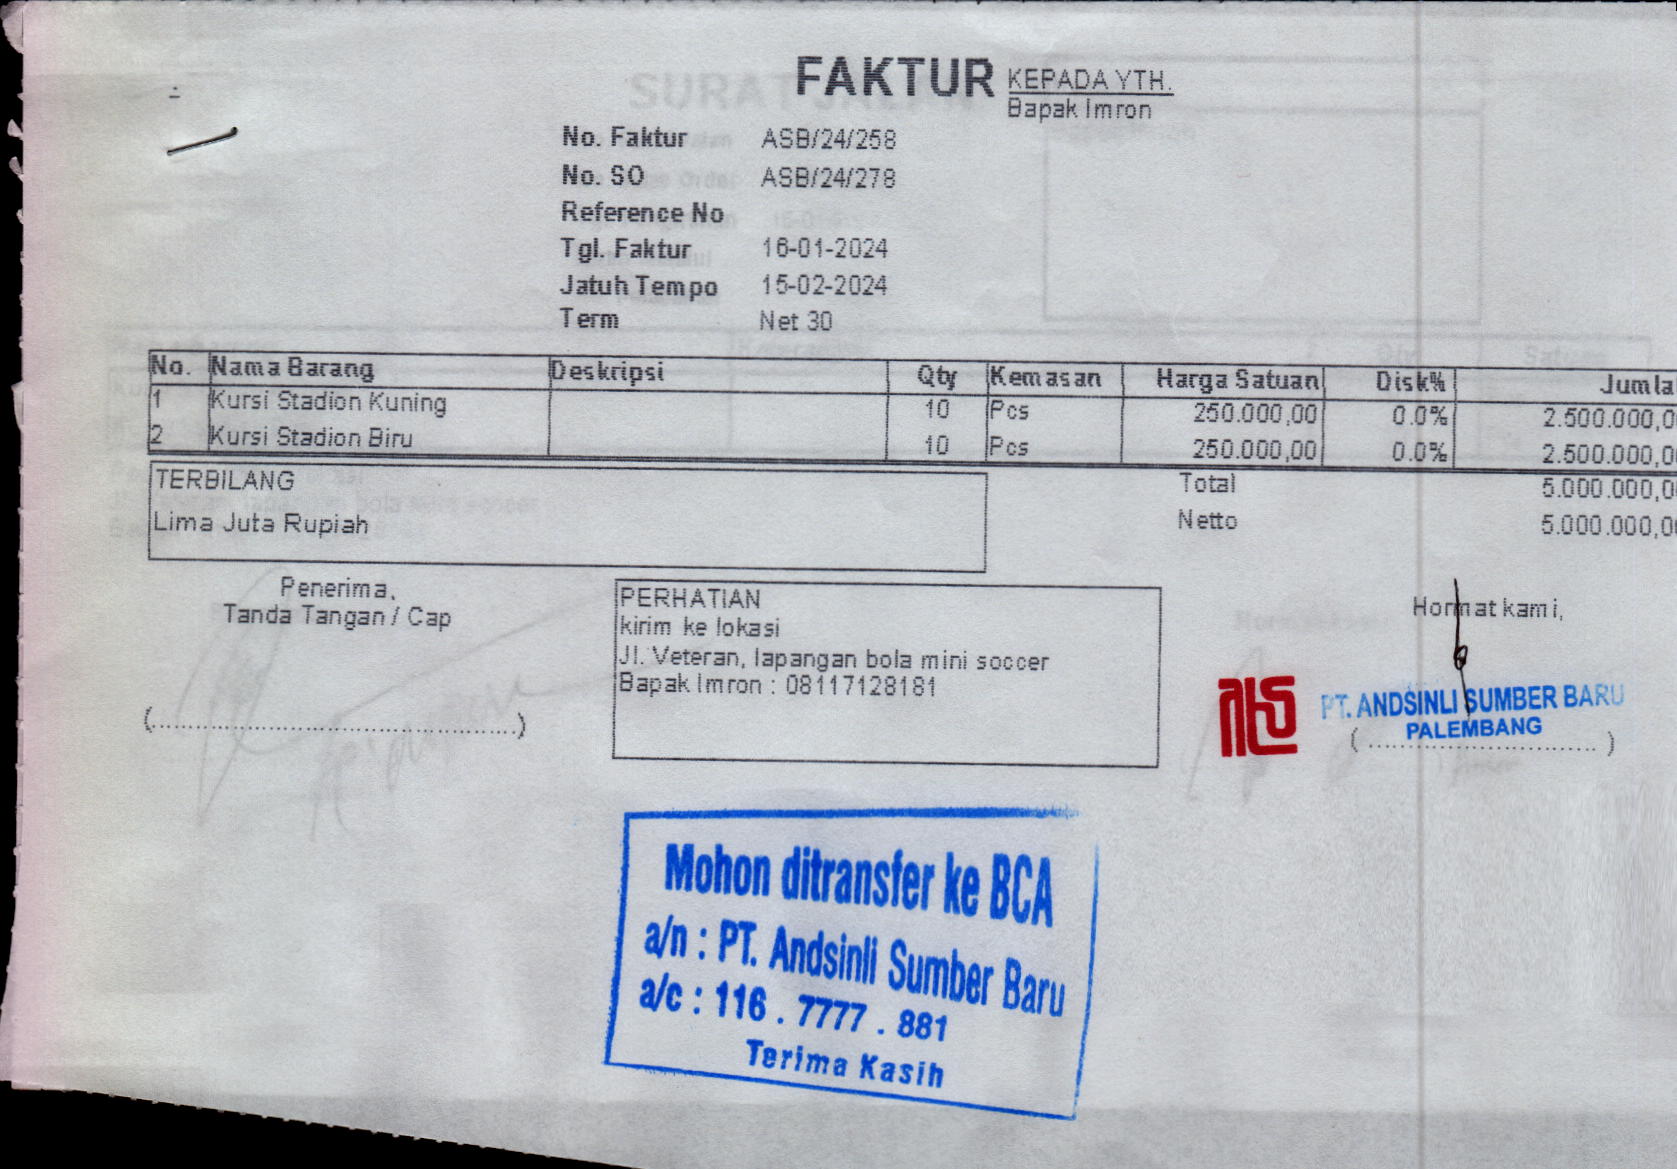 FAKTUR
KEPADA YTH.
Bapak Imron
No. Faktur ASB/24/258
No. SO ASB/24/278
Reference No
Tgl. Faktur 16-01-2024
Jatuh Tempo 15-02-2024
Term Net 30
No. Nama Barang Deskripsi Qty Kemasan Harga Satuan Disk% Jumla
1 Kursi Stadion Kuning 10 Pcs 250.000,00 0.0% 2.500.000,0
2 Kursi Stadion Biru 10 Pcs 250.000,00 0.0% 2.500.000,0
TERBILANG
Lima Juta Rupiah
Total 5.000.000,0
Netto 5.000.000,0
Penerima,
Tanda Tangan / Cap
(......................................................)
PERHATIAN
kirim ke lokasi
Jl. Veteran, lapangan bola mini soccer
Bapak Imron : 08117128181
Hormat kami,
PT. ANDSINLI SUMBER BARU
PALEMBANG
( .................................. )
Mohon ditransfer ke BCA
a/n : PT. Andsinli Sumber Baru
a/c : 116 . 7777 . 881
Terima Kasih